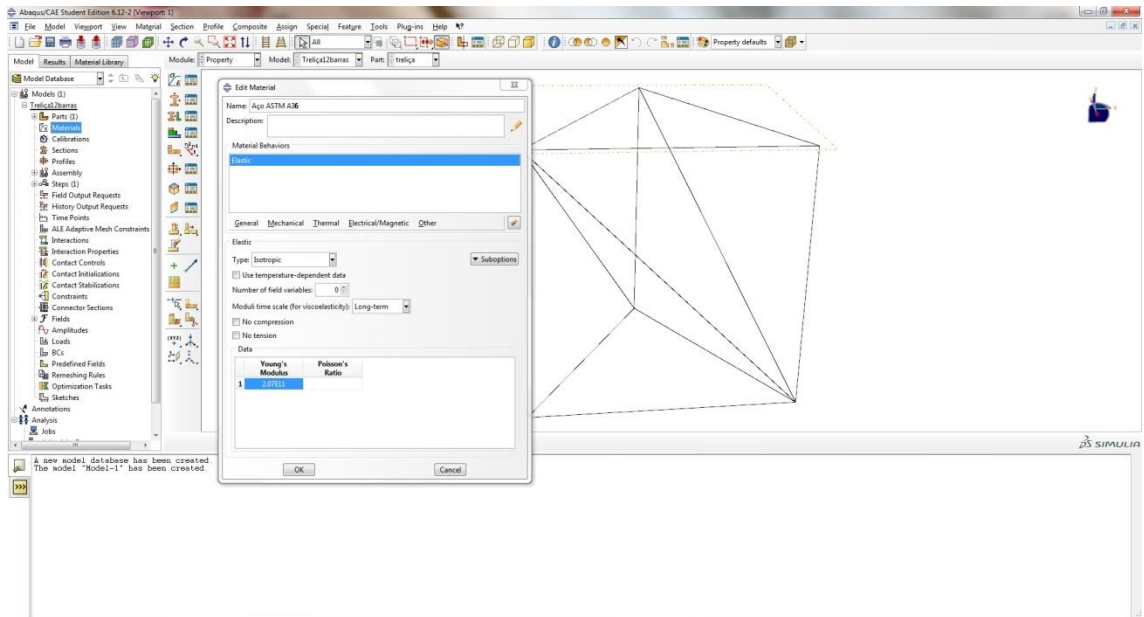 Abaqus/CAE Student Edition 6.12-2 [Viewport: 1]
File Model Viewport View Material Section Profile Composite Assign Special Feature Tools Plug-ins Help
All
Property defaults
Model Results Material Library
Module: Property Model: Treliça12barras Part: treliça
Model Database
Models (1)
Treliça12barras
Parts (1)
Materials
Calibrations
Sections
Profiles
Assembly
Steps (1)
Field Output Requests
History Output Requests
Time Points
ALE Adaptive Mesh Constraints
Interactions
Interaction Properties
Contact Controls
Contact Initializations
Contact Stabilizations
Constraints
Connector Sections
Fields
Amplitudes
Loads
BCs
Predefined Fields
Remeshing Rules
Optimization Tasks
Sketches
Annotations
Analysis
Jobs
Edit Material
Name: Aço ASTM A36
Description:
Material Behaviors
Elastic
General Mechanical Thermal Electrical/Magnetic Other
Elastic
Type: Isotropic
Suboptions
Use temperature-dependent data
Number of field variables: 0
Moduli time scale (for viscoelasticity): Long-term
No compression
No tension
Data
Young's Modulus
Poisson's Ratio
1 2.07E11
OK Cancel
SIMULIA
A new model database has been created.
The model "Model-1" has been created.